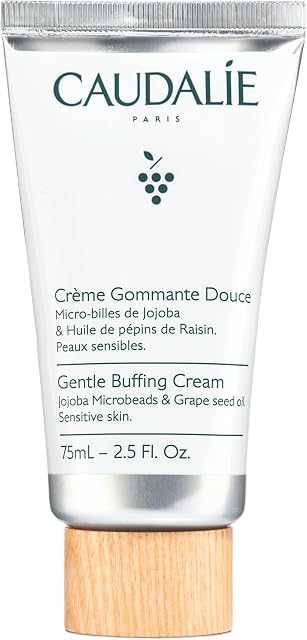 CAUDALÍE
PARIS
Crème Gommante Douce
Micro-billes de Jojoba
& Huile de pépins de Raisin.
Peaux sensibles.
Gentle Buffing Cream
Jojoba Microbeads & Grape seed oil.
Sensitive skin.
75mL – 2.5 Fl. Oz.